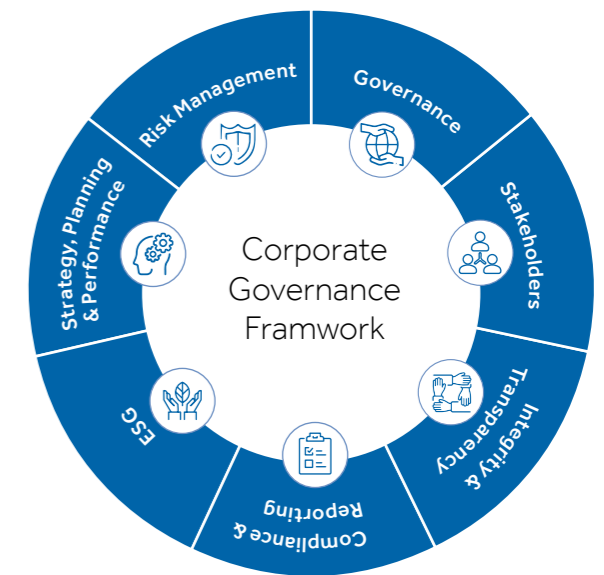 Corporate
Governance
Framwork
Governance
Stakeholders
Integrity &
Transparency
Compliance &
Reporting
ESG
Strategy, Planning
& Performance
Risk Management